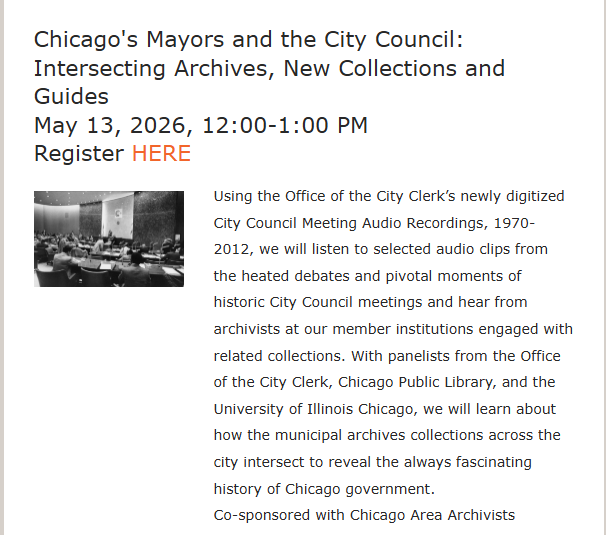 Chicago's Mayors and the City Council:
Intersecting Archives, New Collections and
Guides
May 13, 2026, 12:00-1:00 PM
Register HERE
Using the Office of the City Clerk’s newly digitized
City Council Meeting Audio Recordings, 1970-
2012, we will listen to selected audio clips from
the heated debates and pivotal moments of
historic City Council meetings and hear from
archivists at our member institutions engaged with
related collections. With panelists from the Office
of the City Clerk, Chicago Public Library, and the
University of Illinois Chicago, we will learn about
how the municipal archives collections across the
city intersect to reveal the always fascinating
history of Chicago government.
Co-sponsored with Chicago Area Archivists